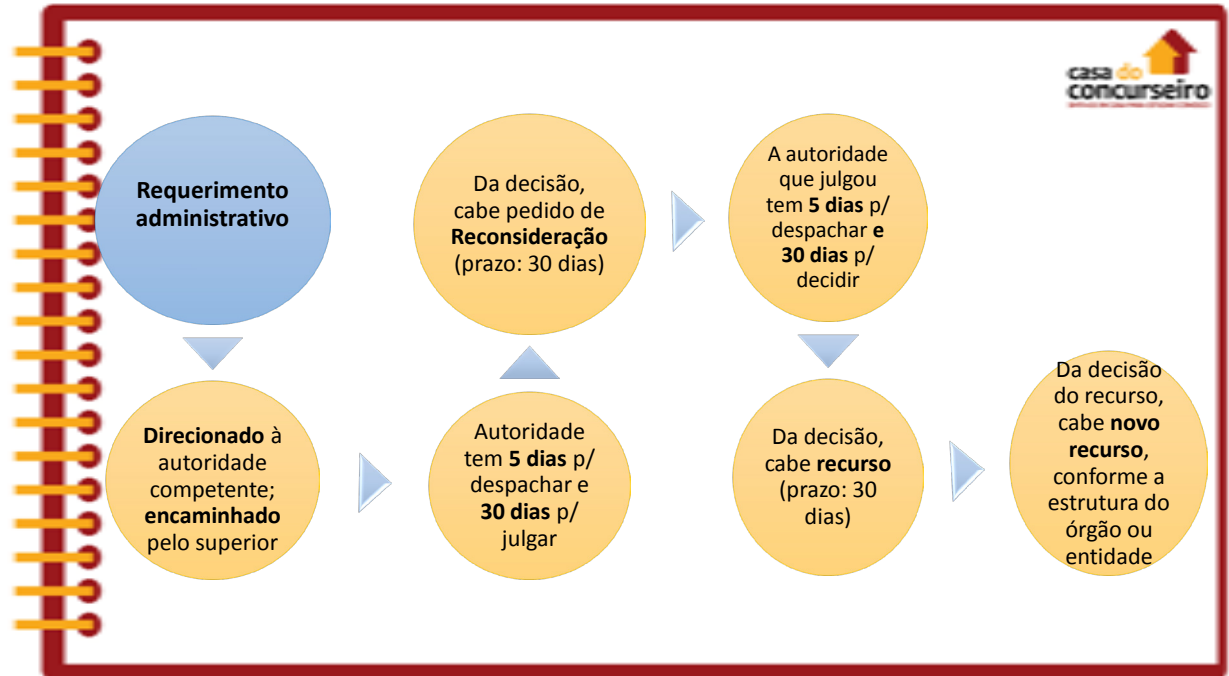 casa do
concurseiro
Requerimento
administrativo
Direcionado à
autoridade
competente;
encaminhado
pelo superior
Autoridade
tem 5 dias p/
despachar e
30 dias p/
julgar
Da decisão,
cabe pedido de
Reconsideração
(prazo: 30 dias)
A autoridade
que julgou
tem 5 dias p/
despachar e
30 dias p/
decidir
Da decisão,
cabe recurso
(prazo: 30
dias)
Da decisão
do recurso,
cabe novo
recurso,
conforme a
estrutura do
órgão ou
entidade